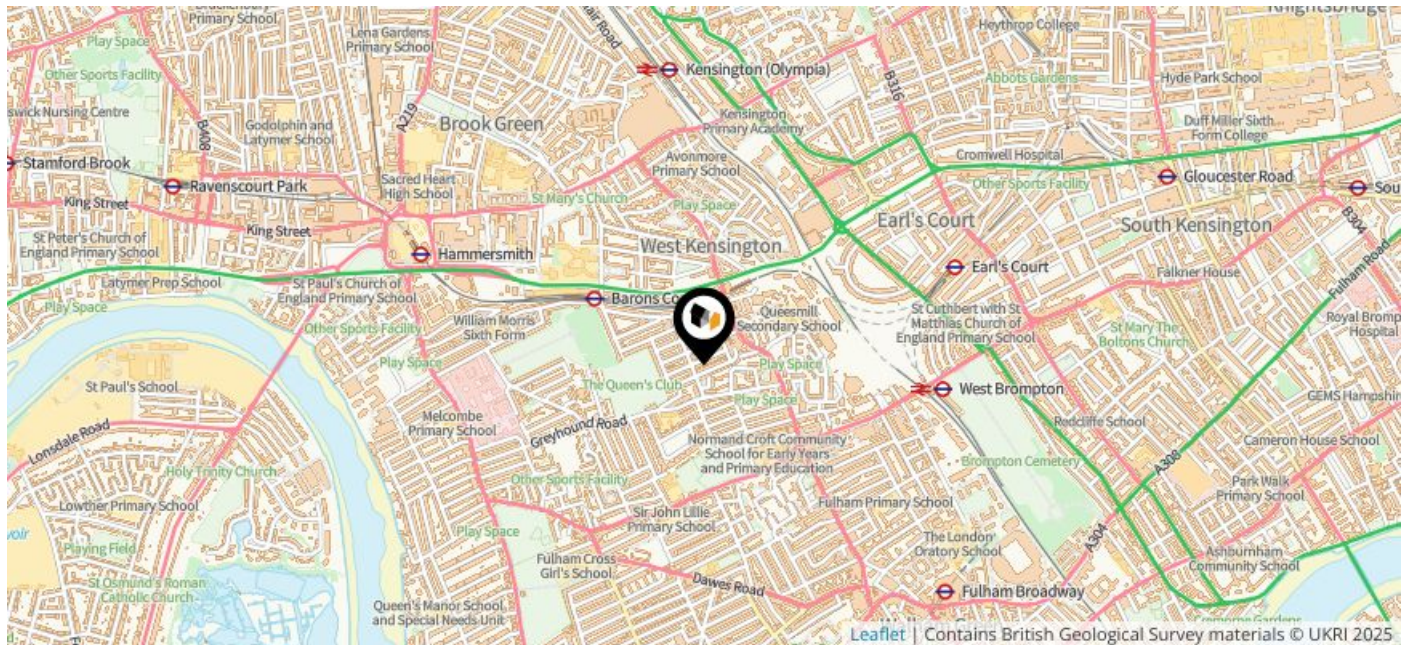 Brackenbury
Primary School
Play Space
Lena Gardens
Primary School
Heythrop College
Knightsbridge
Other Sports Facility
A219
Kensington (Olympia)
B316
Abbots Gardens
Hyde Park School
Nursing Centre
B408
Godolphin and
Latymer School
Brook Green
Kensington
Primary Academy
Duff Miller Sixth
Form College
Stamford Brook
Ravenscourt Park
Sacred Heart
High School
Avonmore
Primary School
Cromwell Hospital
Other Sports Facility
Gloucester Road
Sou
King Street
St Mary's Church
Play Space
Earl's Court
South Kensington
B304
King Street
St Peter's Church of
England Primary School
Hammersmith
West Kensington
Earl's Court
Falkner House
Fulham Road
Latymer Prep School
St Paul's Church of
England Primary School
Play Space
Barons Co
Queesmill
Secondary School
St Cuthbert with St
Matthias Church of
England Primary School
St Mary The
Boltons Church
Royal Bromp
Hospital
Other Sports Facility
William Morris
Sixth Form
Play Space
Play Space
St Paul's School
The Queen's Club
Play Space
West Brompton
GEMS Hampshir
Melcombe
Primary School
Greyhound Road
Redcliffe School
Lonsdale Road
Normand Croft Community
School for Early Years
and Primary Education
Cameron House School
Holy Trinity Church
Other Sports Facility
Brompton Cemetery
A308
Park Walk
Primary School
Lowther Primary School
Fulham Primary School
Sir John Lillie
Primary School
Play Space
voir
Playing Field
The London
Oratory School
A304
Ashburnham
Community School
Fulham Cross
Girl's School
St Osmund's Roman
Catholic Church
Dawes Road
Fulham Broadway
Queen's Manor School
and Special Needs Unit
Cremorne Gardens
Leaflet | Contains British Geological Survey materials © UKRI 2025